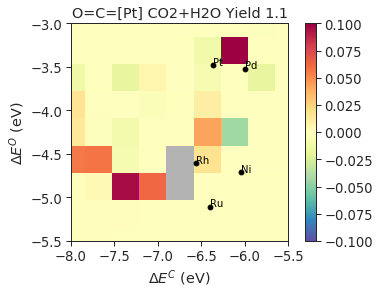 O=C=[Pt] CO2+H2O Yield 1.1
−3.0
−3.5
−4.0
−4.5
−5.0
−5.5
ΔE^O (eV)
Pt
Pd
Rh
Ni
Ru
−8.0 −7.5 −7.0 −6.5 −6.0 −5.5
ΔE^C (eV)
0.100
0.075
0.050
0.025
0.000
−0.025
−0.050
−0.075
−0.100